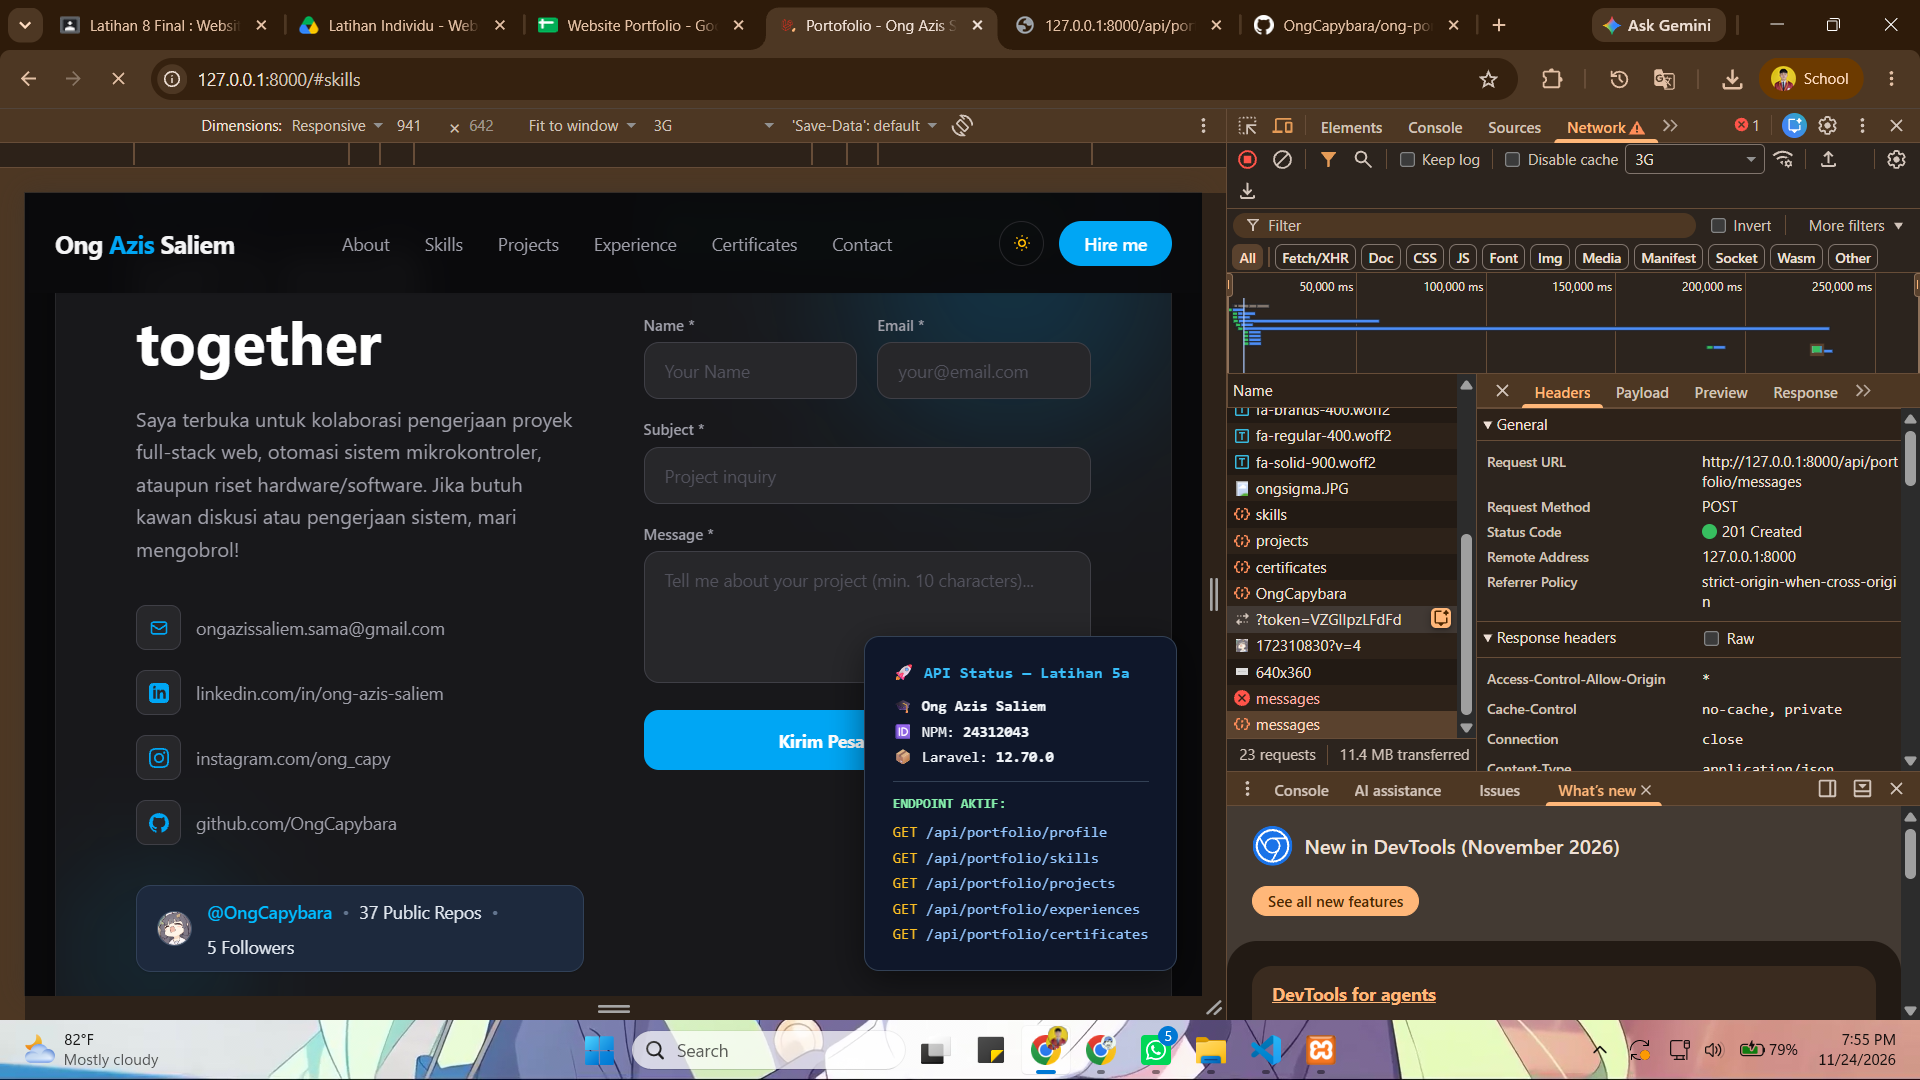 Latihan 8 Final : Websit
Latihan Individu - Web
Website Portfolio - Go
Portofolio - Ong Azis S
127.0.0.1:8000/api/por
OngCapybara/ong-po
Ask Gemini
127.0.0.1:8000/#skills
School
Dimensions: Responsive 941 × 642 Fit to window 3G 'Save-Data': default
Elements Console Sources Network 1
Keep log Disable cache 3G
Filter Invert More filters
All Fetch/XHR Doc CSS JS Font Img Media Manifest Socket Wasm Other
50,000 ms 100,000 ms 150,000 ms 200,000 ms 250,000 ms
Name
fa-brands-400.woff2
fa-regular-400.woff2
fa-solid-900.woff2
ongsigma.JPG
skills
projects
certificates
OngCapybara
?token=VZGlIpzLFdFd
172310830?v=4
640x360
messages
messages
23 requests 11.4 MB transferred
Headers Payload Preview Response
General
Request URL http://127.0.0.1:8000/api/port
folio/messages
Request Method POST
Status Code 201 Created
Remote Address 127.0.0.1:8000
Referrer Policy strict-origin-when-cross-origi
n
Response headers Raw
Access-Control-Allow-Origin *
Cache-Control no-cache, private
Connection close
Content-Type application/json
Console AI assistance Issues What's new
New in DevTools (November 2026)
See all new features
DevTools for agents
Ong Azis Saliem
About Skills Projects Experience Certificates Contact
Hire me
together
Saya terbuka untuk kolaborasi pengerjaan proyek
full-stack web, otomasi sistem mikrokontroler,
ataupun riset hardware/software. Jika butuh
kawan diskusi atau pengerjaan sistem, mari
mengobrol!
ongazissaliem.sama@gmail.com
linkedin.com/in/ong-azis-saliem
instagram.com/ong_capy
github.com/OngCapybara
@OngCapybara • 37 Public Repos •
5 Followers
Name * Email *
Your Name your@email.com
Subject *
Project inquiry
Message *
Tell me about your project (min. 10 characters)...
Kirim Pesa
API Status — Latihan 5a
Ong Azis Saliem
ID NPM: 24312043
Laravel: 12.70.0
ENDPOINT AKTIF:
GET /api/portfolio/profile
GET /api/portfolio/skills
GET /api/portfolio/projects
GET /api/portfolio/experiences
GET /api/portfolio/certificates
82°F
Mostly cloudy
Search
5
79%
7:55 PM
11/24/2026